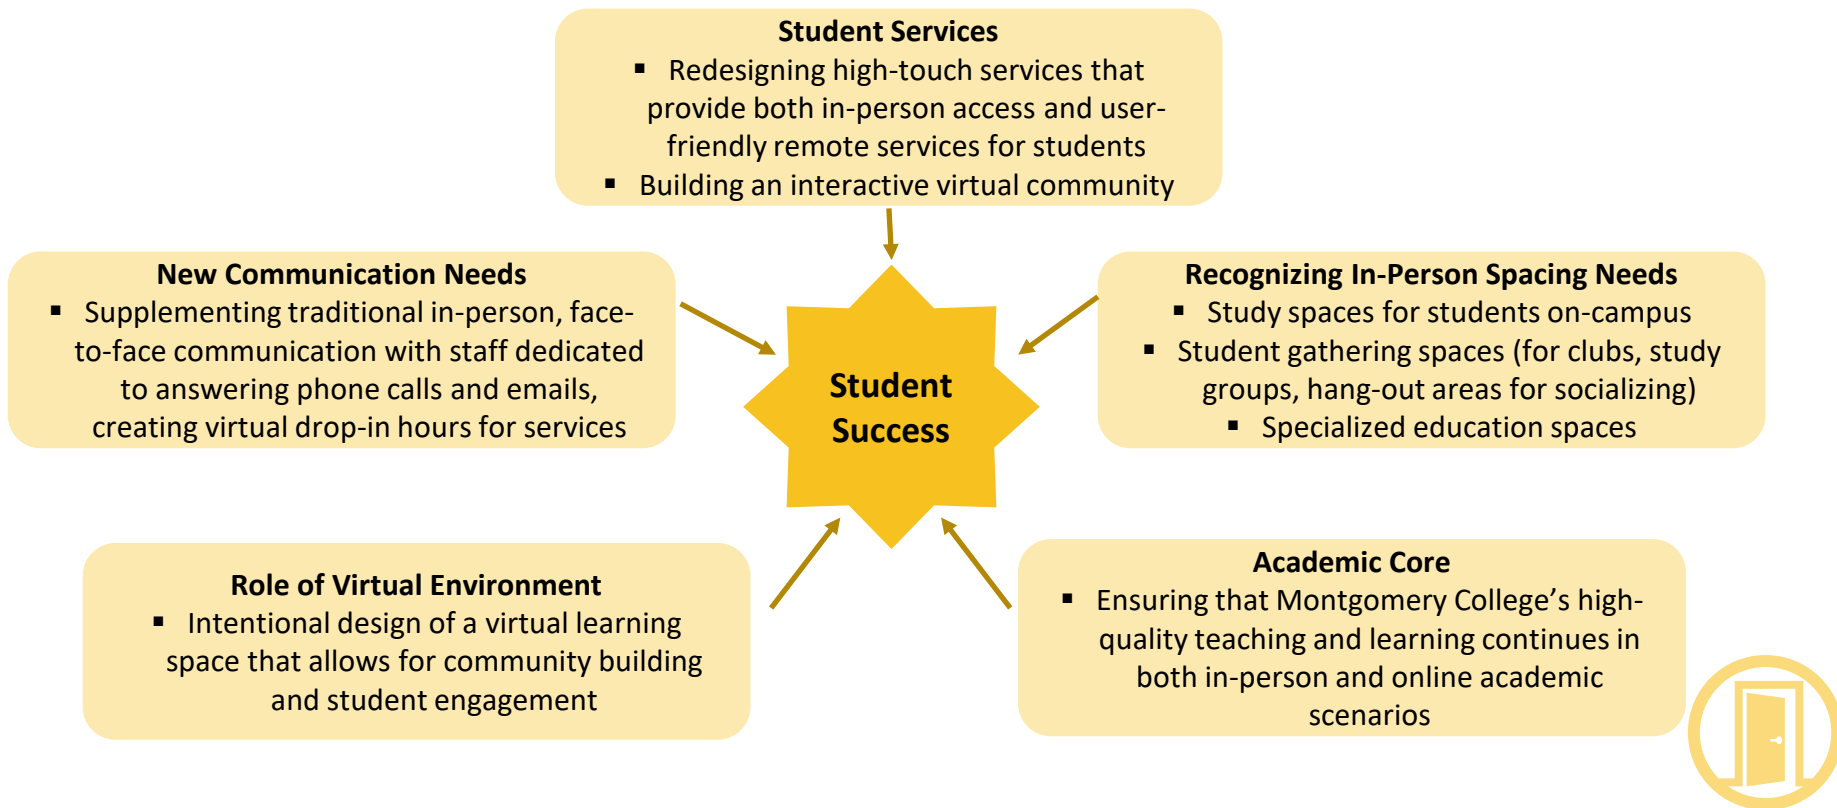 Student Services
▪ Redesigning high-touch services that
provide both in-person access and user-
friendly remote services for students
▪ Building an interactive virtual community
New Communication Needs
▪ Supplementing traditional in-person, face-
to-face communication with staff dedicated
to answering phone calls and emails,
creating virtual drop-in hours for services
Recognizing In-Person Spacing Needs
▪ Study spaces for students on-campus
▪ Student gathering spaces (for clubs, study
groups, hang-out areas for socializing)
▪ Specialized education spaces
Student
Success
Role of Virtual Environment
▪ Intentional design of a virtual learning
space that allows for community building
and student engagement
Academic Core
▪ Ensuring that Montgomery College’s high-
quality teaching and learning continues in
both in-person and online academic
scenarios